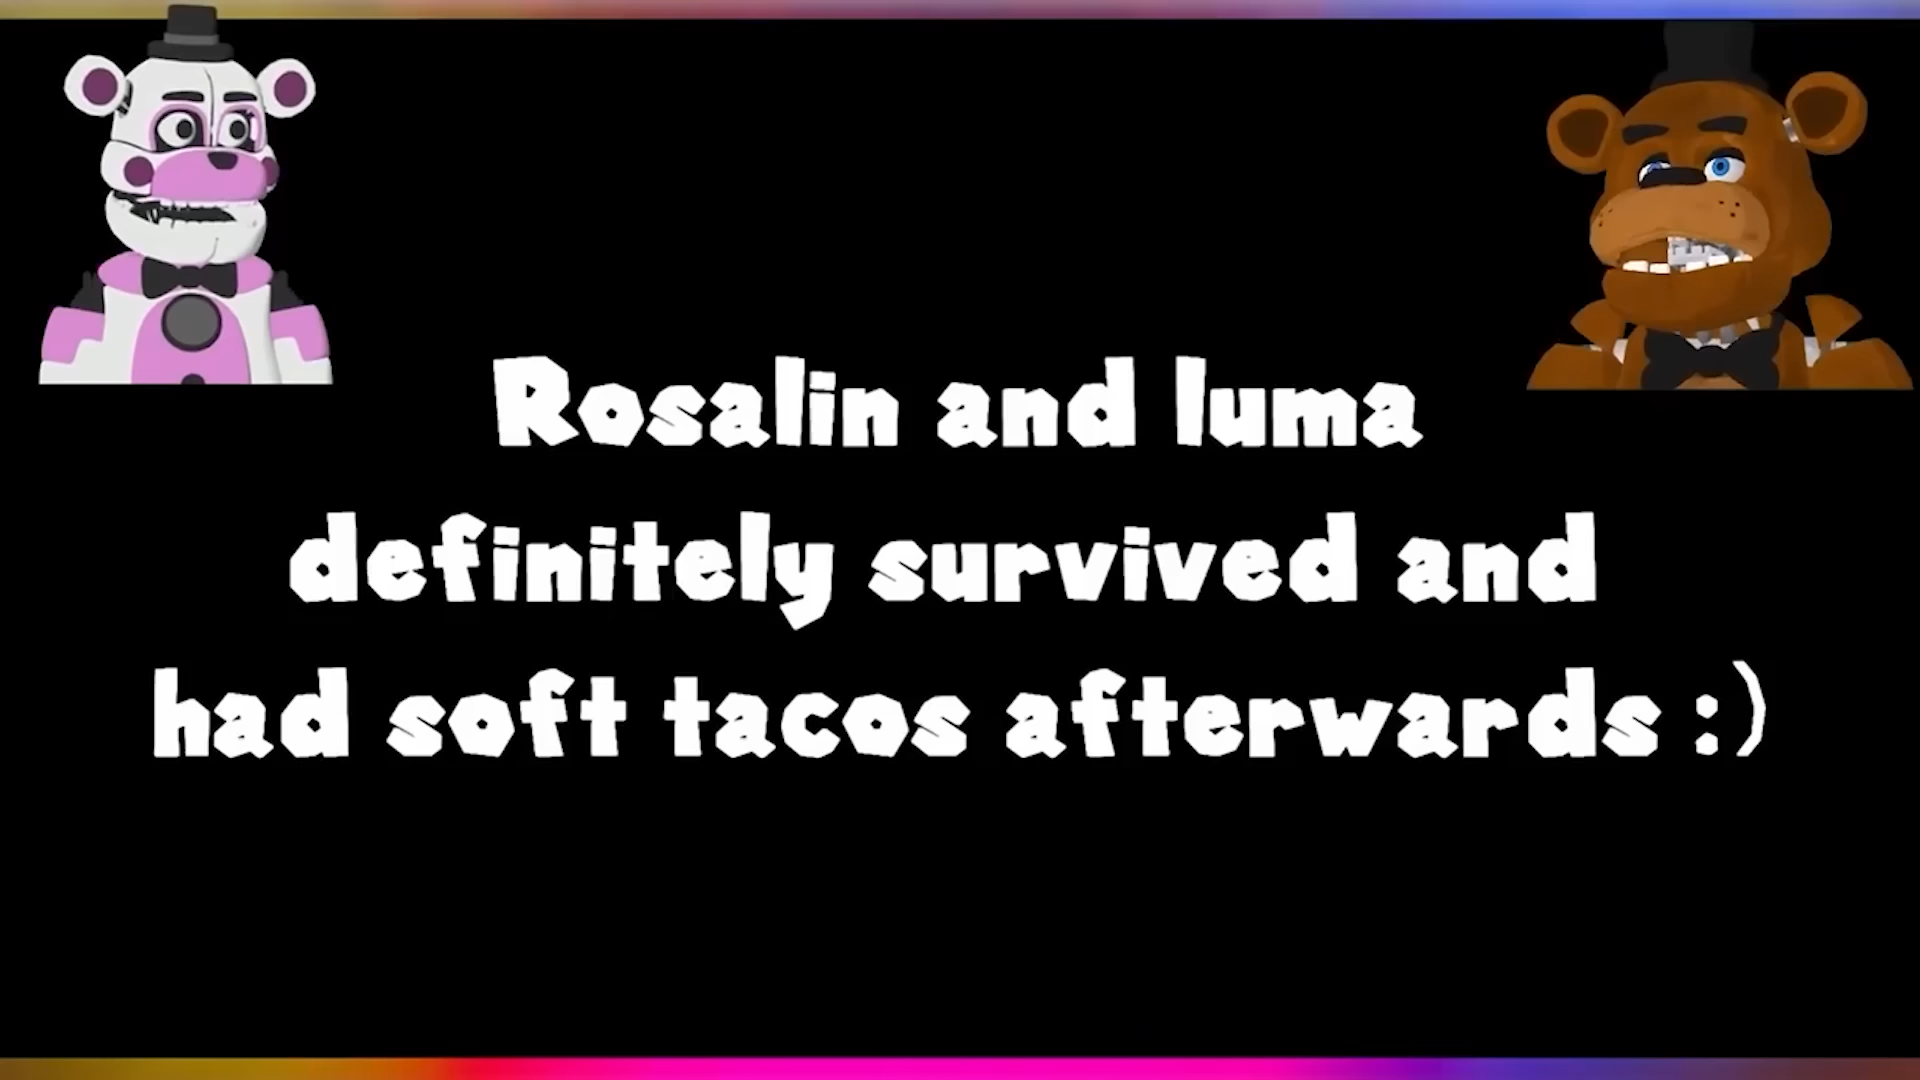 Rosalin and luma
definitely survived and
had soft tacos afterwards :)